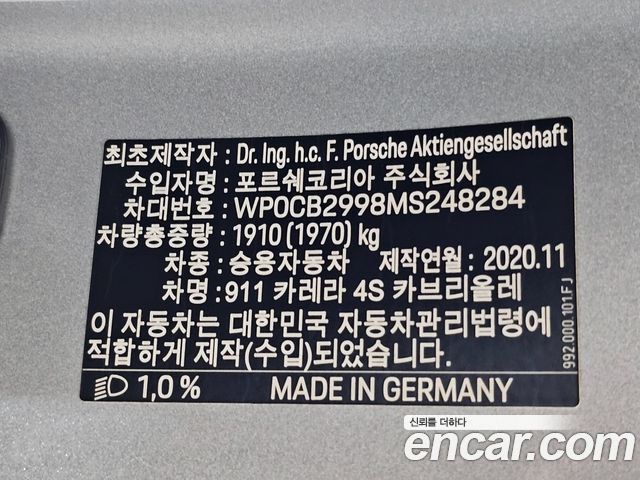 최초제작자 : Dr. Ing. h.c. F. Porsche Aktiengesellschaft
수입자명 : 포르쉐코리아 주식회사
차대번호 : WP0CB2998MS248284
차량총중량 : 1910 (1970) kg
차종 : 승용자동차 제작연월 : 2020.11
차명 : 911 카레라 4S 카브리올레
이 자동차는 대한민국 자동차관리법령에
적합하게 제작(수입)되었습니다.
1,0 % MADE IN GERMANY
992.000.101.FJ
신뢰를 더하다
encar.com